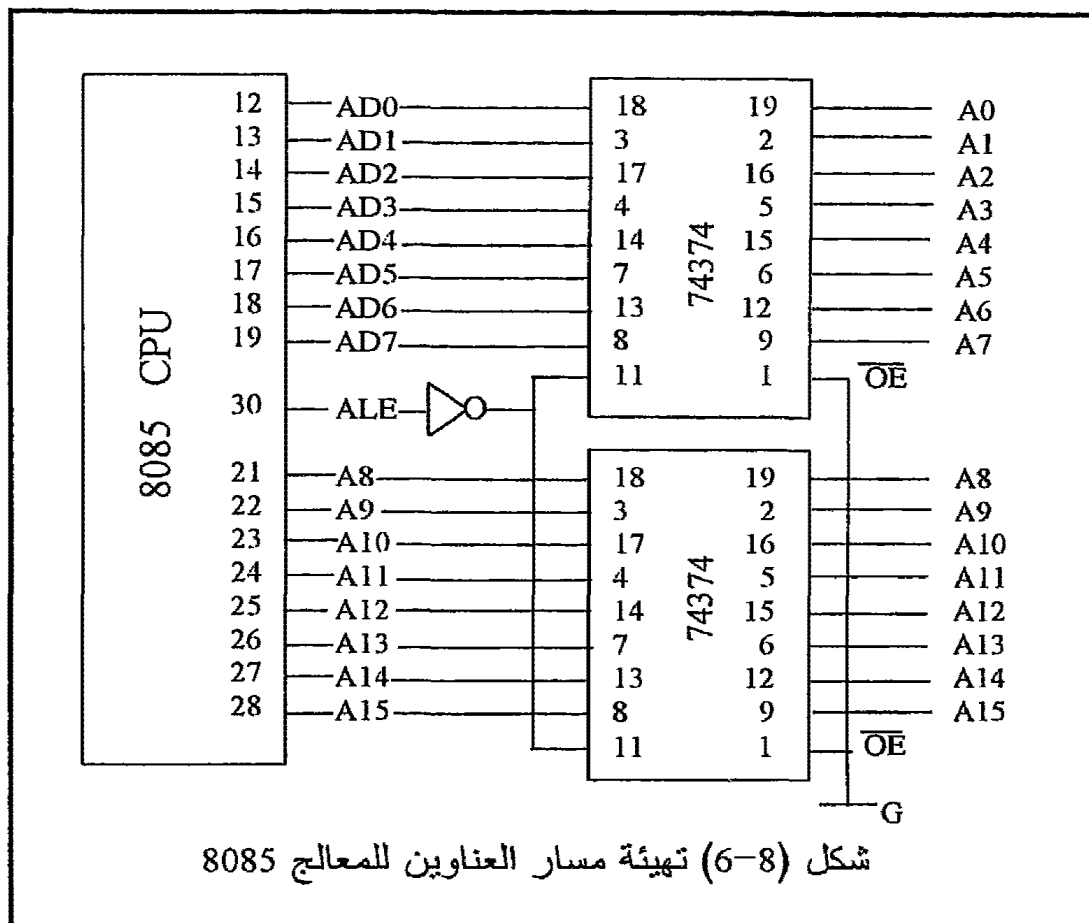 12 AD0 18 19 A0
13 AD1 3 2 A1
14 AD2 17 16 A2
15 AD3 4 5 A3
16 AD4 14 15 A4
17 AD5 7 6 A5
18 AD6 13 12 A6
19 AD7 8 9 A7
11 1 OE
74374
30 ALE
8085 CPU
21 A8 18 19 A8
22 A9 3 2 A9
23 A10 17 16 A10
24 A11 4 5 A11
25 A12 14 15 A12
26 A13 7 6 A13
27 A14 13 12 A14
28 A15 8 9 A15
11 1 OE
74374
G
شكل (8-6) تهيئة مسار العناوين للمعالج 8085